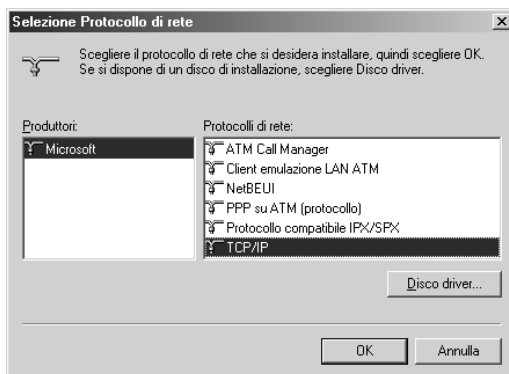 Selezione Protocollo di rete
Scegliere il protocollo di rete che si desidera installare, quindi scegliere OK.
Se si dispone di un disco di installazione, scegliere Disco driver.
Produttori:
Microsoft
Protocolli di rete:
ATM Call Manager
Client emulazione LAN ATM
NetBEUI
PPP su ATM (protocollo)
Protocollo compatibile IPX/SPX
TCP/IP
Disco driver...
OK
Annulla